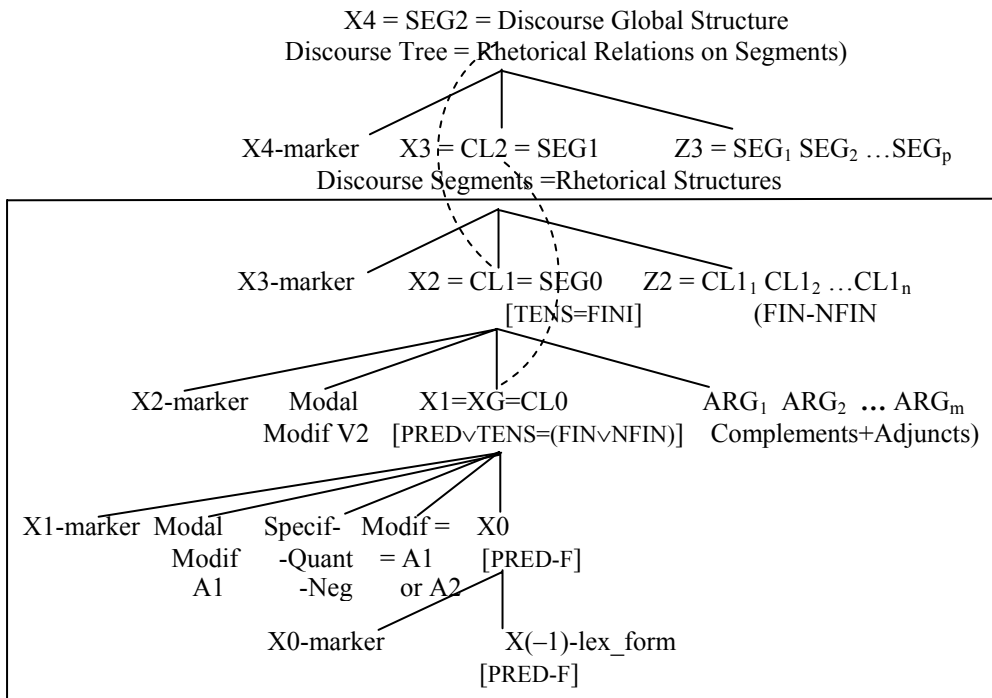 X4 = SEG2 = Discourse Global Structure
Discourse Tree = Rhetorical Relations on Segments)
X4-marker X3 = CL2 = SEG1 Z3 = SEG1 SEG2 …SEGp
Discourse Segments =Rhetorical Structures
X3-marker X2 = CL1= SEG0 Z2 = CL11 CL12 …CL1n
[TENS=FINI] (FIN-NFIN
X2-marker Modal X1=XG=CL0 ARG1 ARG2 … ARGm
Modif V2 [PRED∨TENS=(FIN∨NFIN)] Complements+Adjuncts)
X1-marker Modal Specif- Modif = X0
Modif -Quant = A1 [PRED-F]
A1 -Neg or A2
X0-marker X(–1)-lex_form
[PRED-F]